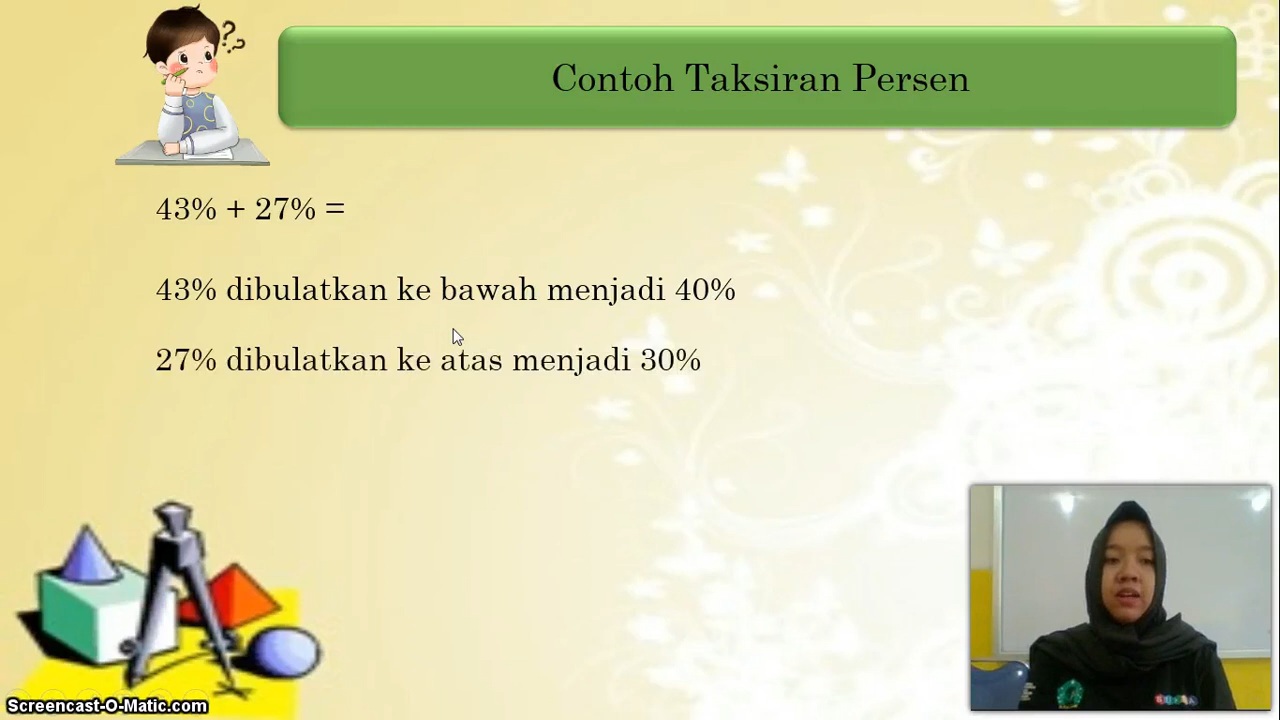 Contoh Taksiran Persen
43% + 27% =
43% dibulatkan ke bawah menjadi 40%
27% dibulatkan ke atas menjadi 30%
Screencast-O-Matic.com